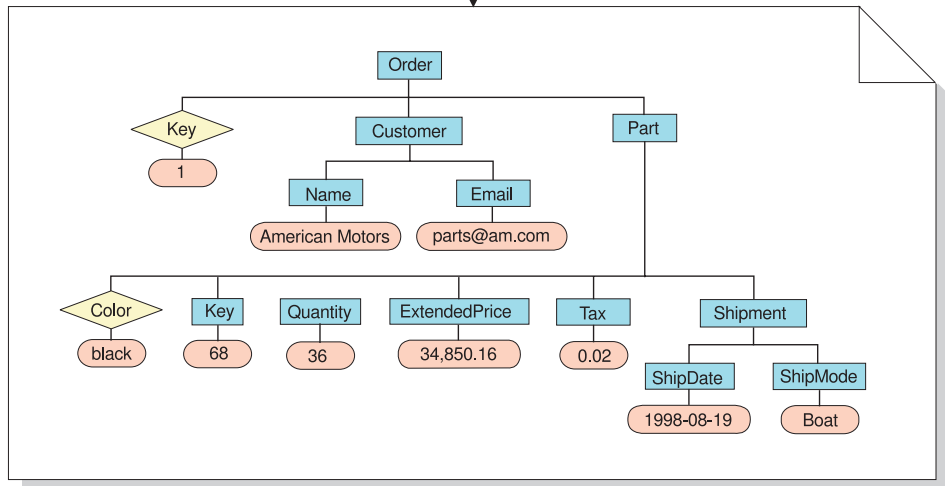 Order
Key
Customer
Part
1
Name
Email
American Motors
parts@am.com
Color
Key
Quantity
ExtendedPrice
Tax
Shipment
black
68
36
34,850.16
0.02
ShipDate
ShipMode
1998-08-19
Boat